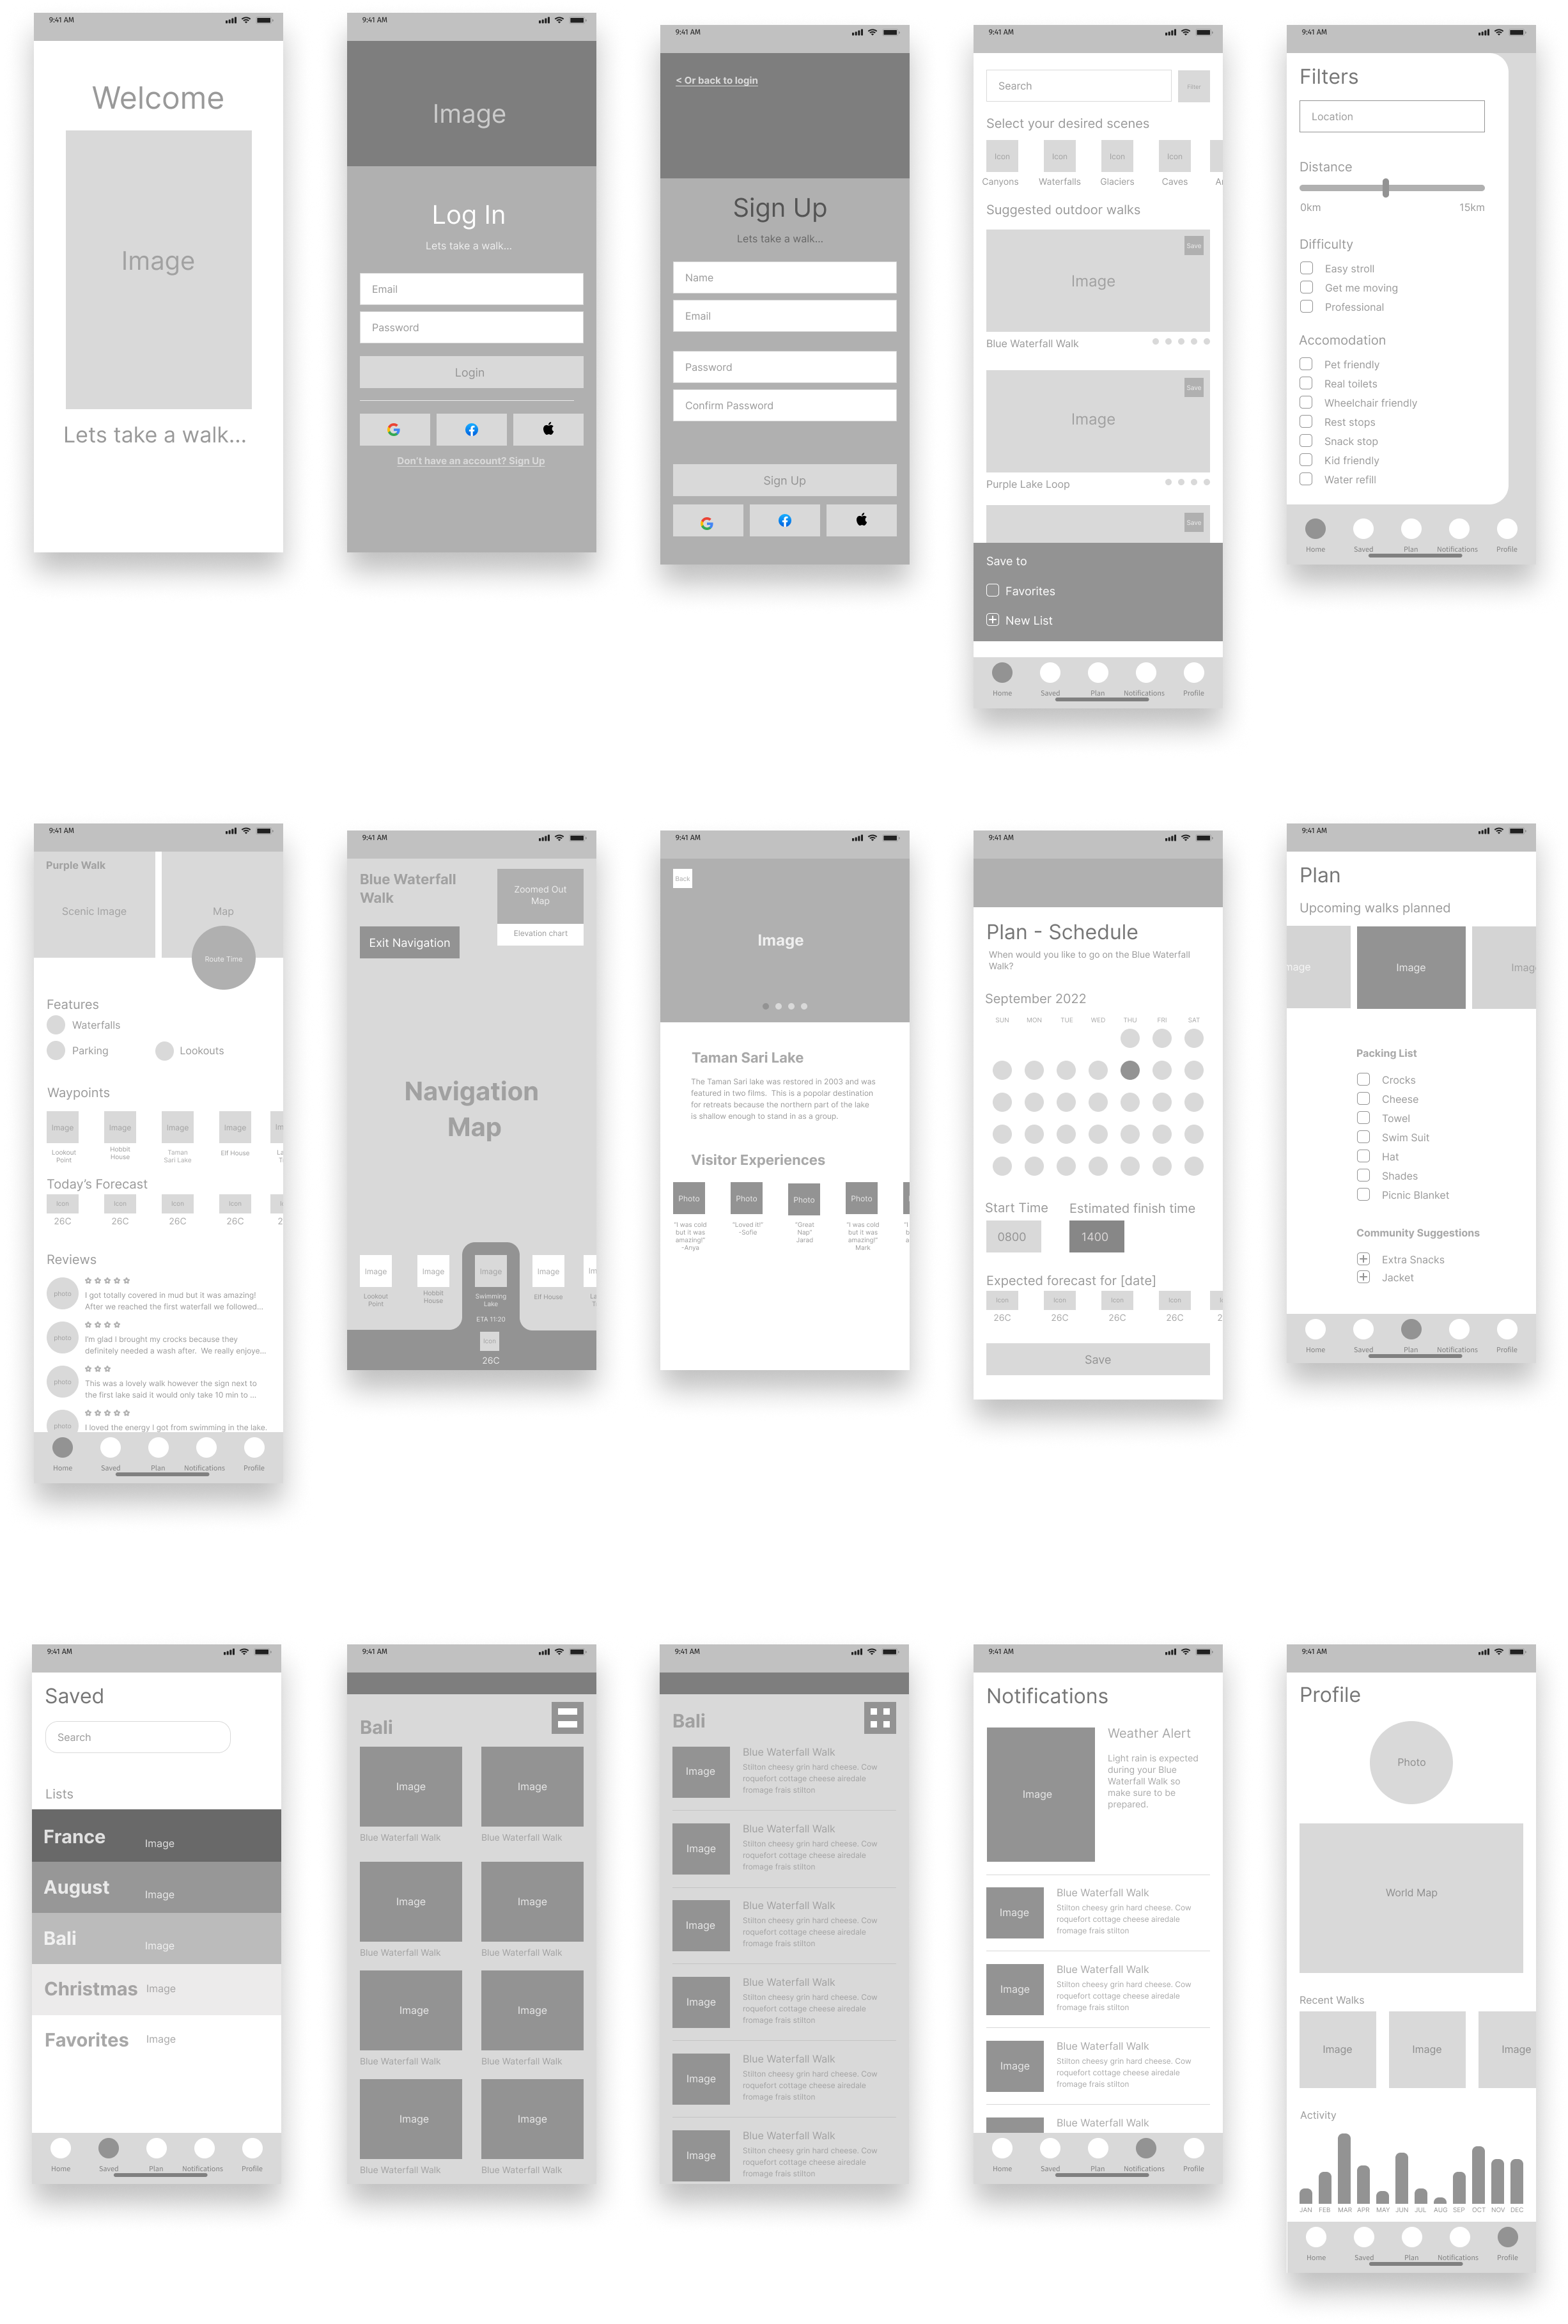 9:41 AM
Welcome
Image
Lets take a walk...
9:41 AM
Image
Log In
Lets take a walk...
Email
Password
Login
Don't have an account? Sign Up
9:41 AM
< Or back to login
Sign Up
Lets take a walk...
Name
Email
Password
Confirm Password
Sign Up
9:41 AM
Search
Filter
Select your desired scenes
Icon Icon Icon Icon
Canyons Waterfalls Glaciers Caves
Suggested outdoor walks
Save
Image
Blue Waterfall Walk
Save
Image
Purple Lake Loop
Save
Save to
Favorites
New List
Home Saved Plan Notifications Profile
9:41 AM
Filters
Location
Distance
0km 15km
Difficulty
Easy stroll
Get me moving
Professional
Accomodation
Pet friendly
Real toilets
Wheelchair friendly
Rest stops
Snack stop
Kid friendly
Water refill
Home Saved Plan Notifications Profile
9:41 AM
Purple Walk
Scenic Image Map
Route Time
Features
Waterfalls
Parking Lookouts
Waypoints
Image Image Image Image Im
Lookout Hobbit Taman Elf House La
Point House Sari Lake T
Today's Forecast
Icon Icon Icon Icon
26C 26C 26C 26C 2
Reviews
photo
I got totally covered in mud but it was amazing!
After we reached the first waterfall we followed...
photo
I'm glad I brought my crocks because they
definitely needed a wash after. We really enjoye...
photo
This was a lovely walk however the sign next to
the first lake said it would only take 10 min to ...
photo
I loved the energy I got from swimming in the lake.
Home Saved Plan Notifications Profile
9:41 AM
Blue Waterfall
Walk
Zoomed Out
Map
Elevation chart
Exit Navigation
Navigation
Map
Image Image Image Image Im
Lookout Hobbit Swimming Elf House La
Point House Lake T
ETA 11:20
Icon
26C
9:41 AM
Back
Image
Taman Sari Lake
The Taman Sari lake was restored in 2003 and was
featured in two films. This is a popolar destination
for retreats because the northern part of the lake
is shallow enough to stand in as a group.
Visitor Experiences
Photo Photo Photo Photo
"I was cold "Loved it!" "Great "I was cold
but it was -Sofie Nap" but it was
amazing!" Jarad amazing!"
-Anya Mark
9:41 AM
Plan - Schedule
When would you like to go on the Blue Waterfall
Walk?
September 2022
SUN MON TUE WED THU FRI SAT
Start Time Estimated finish time
0800 1400
Expected forecast for [date]
Icon Icon Icon Icon
26C 26C 26C 26C 2
Save
9:41 AM
Plan
Upcoming walks planned
mage Image Imag
Packing List
Crocks
Cheese
Towel
Swim Suit
Hat
Shades
Picnic Blanket
Community Suggestions
Extra Snacks
Jacket
Home Saved Plan Notifications Profile
9:41 AM
Saved
Search
Lists
France Image
August Image
Bali Image
Christmas Image
Favorites Image
Home Saved Plan Notifications Profile
9:41 AM
Bali
Image Image
Blue Waterfall Walk Blue Waterfall Walk
Image Image
Blue Waterfall Walk Blue Waterfall Walk
Image Image
Blue Waterfall Walk Blue Waterfall Walk
Image Image
Blue Waterfall Walk Blue Waterfall Walk
9:41 AM
Bali
Image
Blue Waterfall Walk
Stilton cheesy grin hard cheese. Cow
roquefort cottage cheese airedale
fromage frais stilton
Image
Blue Waterfall Walk
Stilton cheesy grin hard cheese. Cow
roquefort cottage cheese airedale
fromage frais stilton
Image
Blue Waterfall Walk
Stilton cheesy grin hard cheese. Cow
roquefort cottage cheese airedale
fromage frais stilton
Image
Blue Waterfall Walk
Stilton cheesy grin hard cheese. Cow
roquefort cottage cheese airedale
fromage frais stilton
Image
Blue Waterfall Walk
Stilton cheesy grin hard cheese. Cow
roquefort cottage cheese airedale
fromage frais stilton
Image
Blue Waterfall Walk
Stilton cheesy grin hard cheese. Cow
roquefort cottage cheese airedale
fromage frais stilton
9:41 AM
Notifications
Image
Weather Alert
Light rain is expected
during your Blue
Waterfall Walk so
make sure to be
prepared.
Image
Blue Waterfall Walk
Stilton cheesy grin hard cheese. Cow
roquefort cottage cheese airedale
fromage frais stilton
Image
Blue Waterfall Walk
Stilton cheesy grin hard cheese. Cow
roquefort cottage cheese airedale
fromage frais stilton
Image
Blue Waterfall Walk
Stilton cheesy grin hard cheese. Cow
roquefort cottage cheese airedale
fromage frais stilton
Blue Waterfall Walk
Home Saved Plan Notifications Profile
9:41 AM
Profile
Photo
World Map
Recent Walks
Image Image Image
Activity
JAN FEB MAR APR MAY JUN JUL AUG SEP OCT NOV DEC
Home Saved Plan Notifications Profile